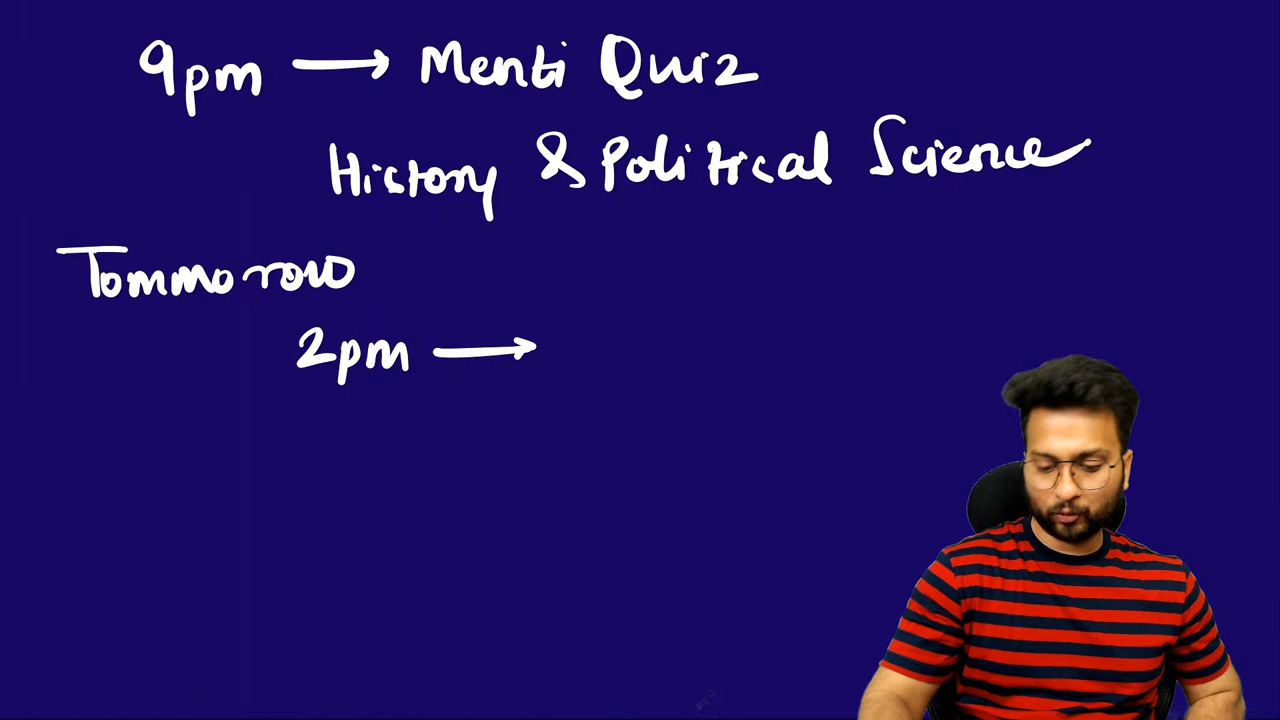 9pm → Menti Quiz
History & Political Science
Tommorow
2pm →